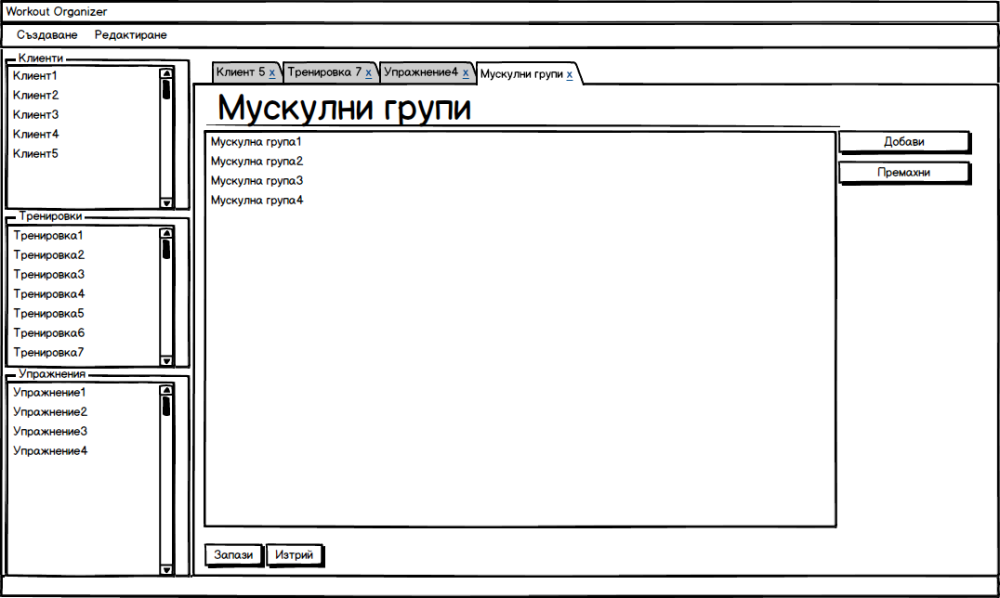 Workout Organizer
Създаване Редактиране
Клиенти
Клиент1
Клиент2
Клиент3
Клиент4
Клиент5
Тренировки
Тренировка1
Тренировка2
Тренировка3
Тренировка4
Тренировка5
Тренировка6
Тренировка7
Упражнения
Упражнение1
Упражнение2
Упражнение3
Упражнение4
Клиент 5 x Тренировка 7 x Упражнение4 x Мускулни групи x
Мускулни групи
Мускулна група1
Мускулна група2
Мускулна група3
Мускулна група4
Добави
Премахни
Запази Изтрий